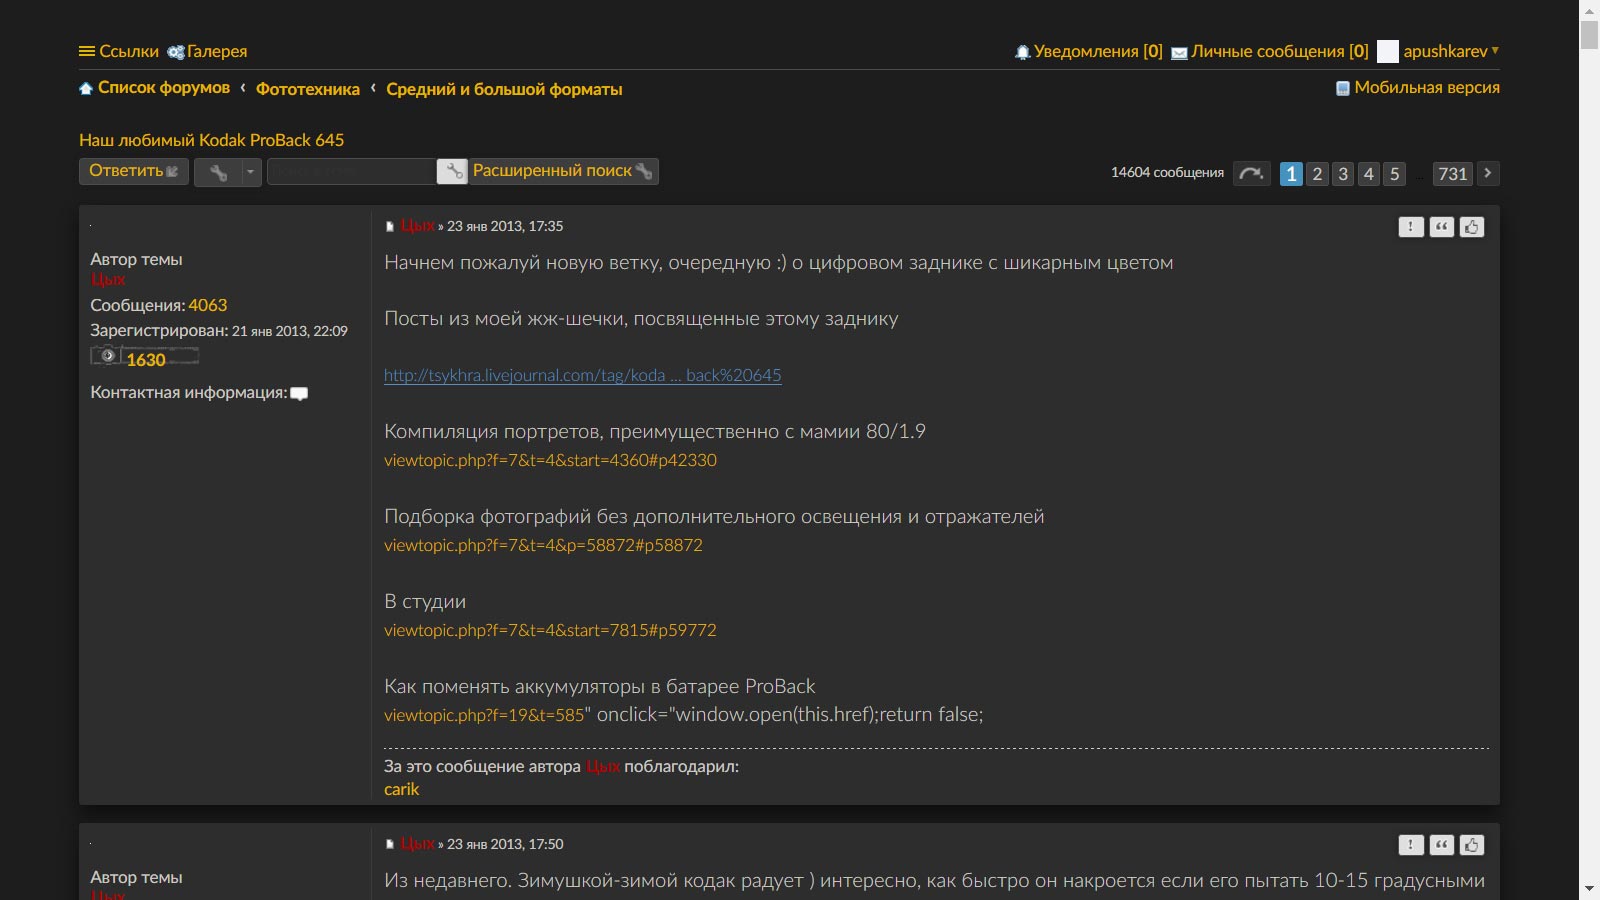 Ссылки Галерея
Уведомления [0] Личные сообщения [0] apushkarev
Список форумов ‹ Фототехника ‹ Средний и большой форматы
Мобильная версия
Наш любимый Kodak ProBack 645
Ответить Расширенный поиск
14604 сообщения 1 2 3 4 5 … 731
Автор темы
Цых
Сообщения: 4063
Зарегистрирован: 21 янв 2013, 22:09
1630
Контактная информация:
Цых » 23 янв 2013, 17:35
Начнем пожалуй новую ветку, очередную :) о цифровом заднике с шикарным цветом
Посты из моей жж-шечки, посвященные этому заднику
http://tsykhra.livejournal.com/tag/koda ... back%20645
Компиляция портретов, преимущественно с мамии 80/1.9
viewtopic.php?f=7&t=4&start=4360#p42330
Подборка фотографий без дополнительного освещения и отражателей
viewtopic.php?f=7&t=4&p=58872#p58872
В студии
viewtopic.php?f=7&t=4&start=7815#p59772
Как поменять аккумуляторы в батарее ProBack
viewtopic.php?f=19&t=585" onclick="window.open(this.href);return false;
За это сообщение автора Цых поблагодарил:
carik
Автор темы
Цых
Цых » 23 янв 2013, 17:50
Из недавнего. Зимушкой-зимой кодак радует ) интересно, как быстро он накроется если его пытать 10-15 градусными